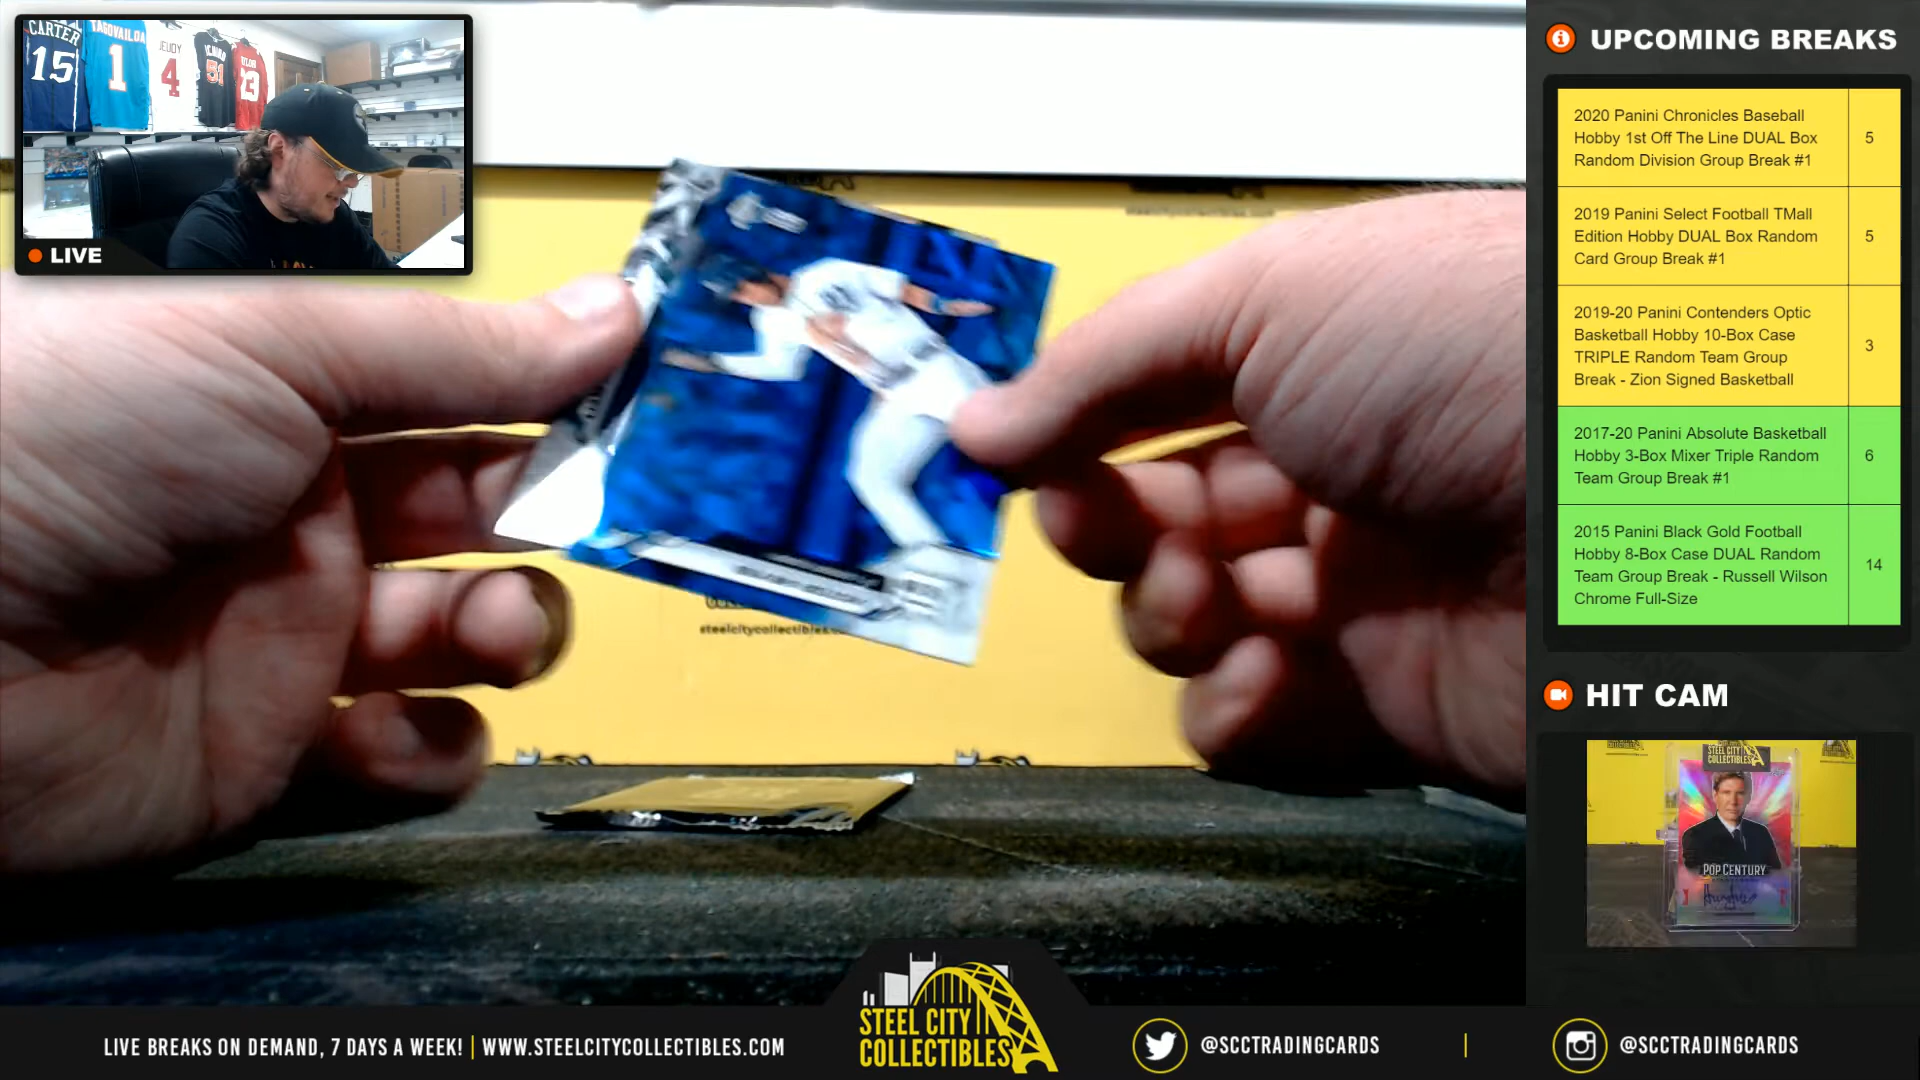 CARTER
15
TAGOVAILOA
1
JEUDY
4
51
23
LIVE
steelcitycollectibles
UPCOMING BREAKS
2020 Panini Chronicles Baseball
Hobby 1st Off The Line DUAL Box
Random Division Group Break #1
5
2019 Panini Select Football TMall
Edition Hobby DUAL Box Random
Card Group Break #1
5
2019-20 Panini Contenders Optic
Basketball Hobby 10-Box Case
TRIPLE Random Team Group
Break - Zion Signed Basketball
3
2017-20 Panini Absolute Basketball
Hobby 3-Box Mixer Triple Random
Team Group Break #1
6
2015 Panini Black Gold Football
Hobby 8-Box Case DUAL Random
Team Group Break - Russell Wilson
Chrome Full-Size
14
HIT CAM
STEEL CITY
COLLECTIBLES
POP CENTURY
LIVE BREAKS ON DEMAND, 7 DAYS A WEEK! | WWW.STEELCITYCOLLECTIBLES.COM
STEEL CITY
COLLECTIBLES
@SCCTRADINGCARDS
@SCCTRADINGCARDS